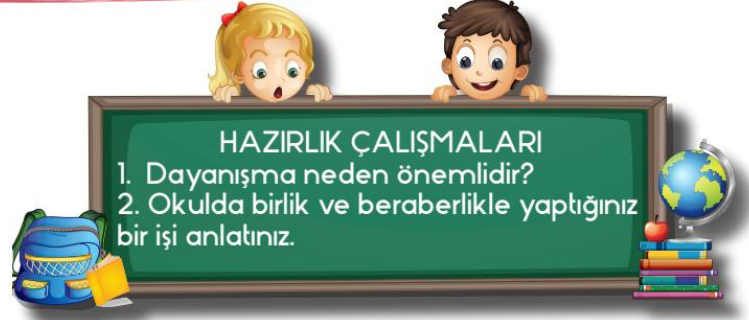 HAZIRLIK ÇALIŞMALARI
1. Dayanışma neden önemlidir?
2. Okulda birlik ve beraberlikle yaptığınız
bir işi anlatınız.